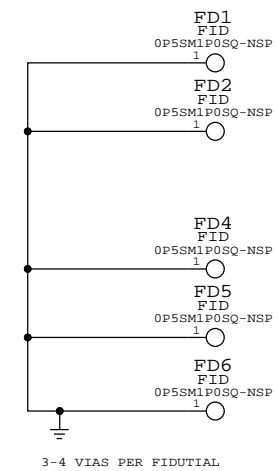 FD1
FID
0P5SM1P0SQ-NSP
1
FD2
FID
0P5SM1P0SQ-NSP
1
FD4
FID
0P5SM1P0SQ-NSP
1
FD5
FID
0P5SM1P0SQ-NSP
1
FD6
FID
0P5SM1P0SQ-NSP
1
3-4 VIAS PER FIDUTIAL